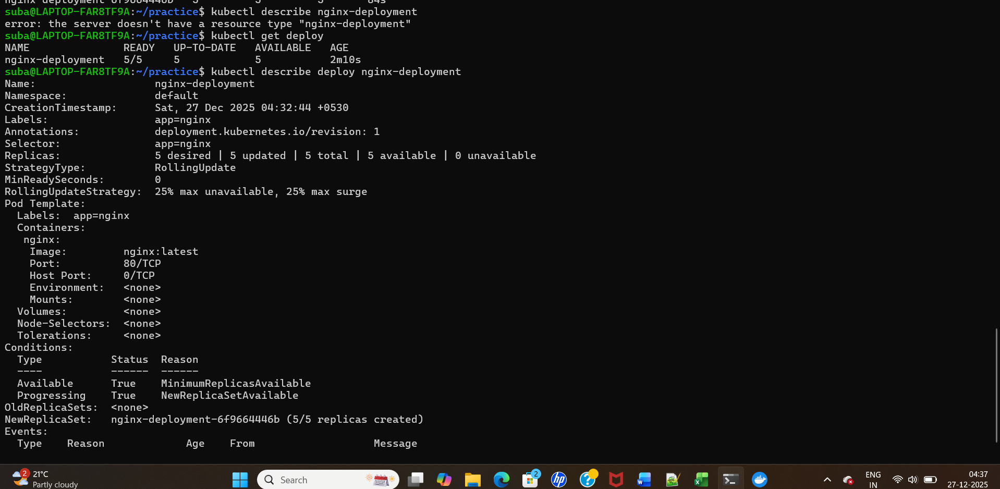 suba@LAPTOP-FAR8TF9A:~/practice$ kubectl describe nginx-deployment
error: the server doesn't have a resource type "nginx-deployment"
suba@LAPTOP-FAR8TF9A:~/practice$ kubectl get deploy
NAME               READY   UP-TO-DATE   AVAILABLE   AGE
nginx-deployment   5/5     5            5           2m10s
suba@LAPTOP-FAR8TF9A:~/practice$ kubectl describe deploy nginx-deployment
Name:                   nginx-deployment
Namespace:              default
CreationTimestamp:      Sat, 27 Dec 2025 04:32:44 +0530
Labels:                 app=nginx
Annotations:            deployment.kubernetes.io/revision: 1
Selector:               app=nginx
Replicas:               5 desired | 5 updated | 5 total | 5 available | 0 unavailable
StrategyType:           RollingUpdate
MinReadySeconds:        0
RollingUpdateStrategy:  25% max unavailable, 25% max surge
Pod Template:
  Labels:  app=nginx
  Containers:
   nginx:
    Image:         nginx:latest
    Port:          80/TCP
    Host Port:     0/TCP
    Environment:   <none>
    Mounts:        <none>
  Volumes:         <none>
  Node-Selectors:  <none>
  Tolerations:     <none>
Conditions:
  Type           Status  Reason
  ----           ------  ------
  Available      True    MinimumReplicasAvailable
  Progressing    True    NewReplicaSetAvailable
OldReplicaSets:  <none>
NewReplicaSet:   nginx-deployment-6f9664446b (5/5 replicas created)
Events:
  Type    Reason             Age    From                   Message
2
21°C
Partly cloudy
Search
2
hp
ENG
IN
04:37
27-12-2025